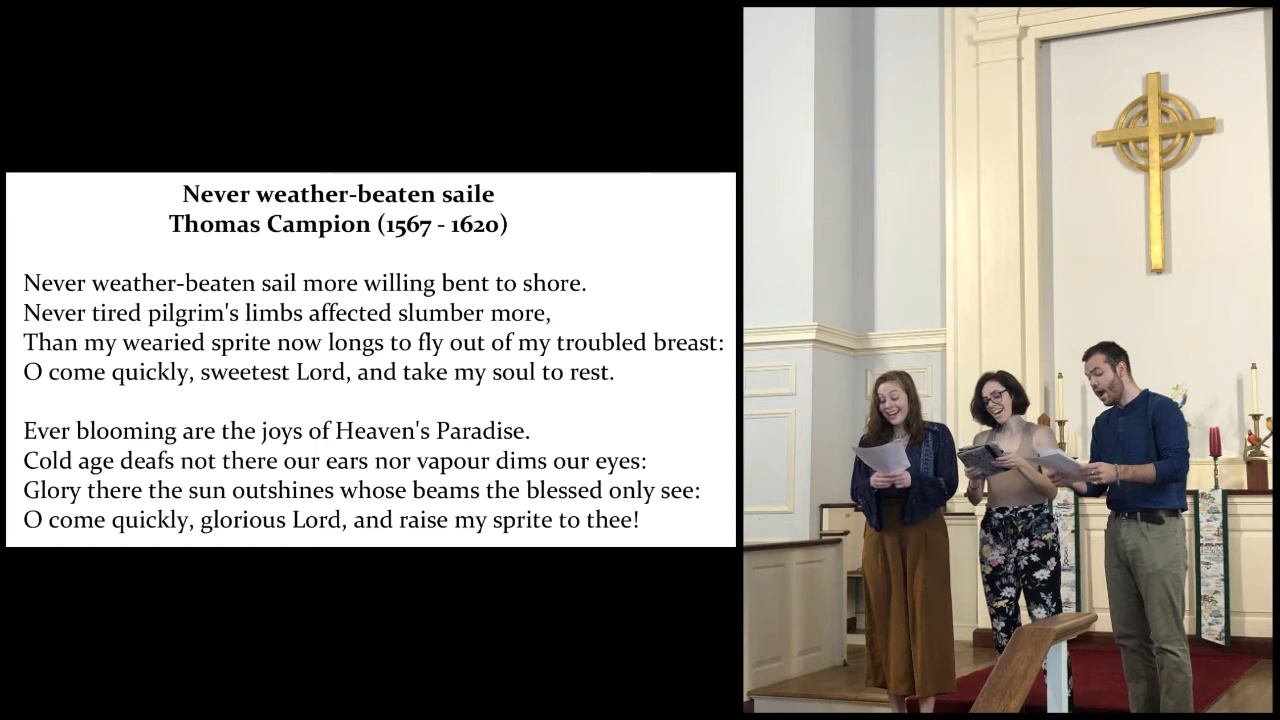 Never weather-beaten saile
Thomas Campion (1567 - 1620)
Never weather-beaten sail more willing bent to shore.
Never tired pilgrim's limbs affected slumber more,
Than my wearied sprite now longs to fly out of my troubled breast:
O come quickly, sweetest Lord, and take my soul to rest.
Ever blooming are the joys of Heaven's Paradise.
Cold age deafs not there our ears nor vapour dims our eyes:
Glory there the sun outshines whose beams the blessed only see:
O come quickly, glorious Lord, and raise my sprite to thee!